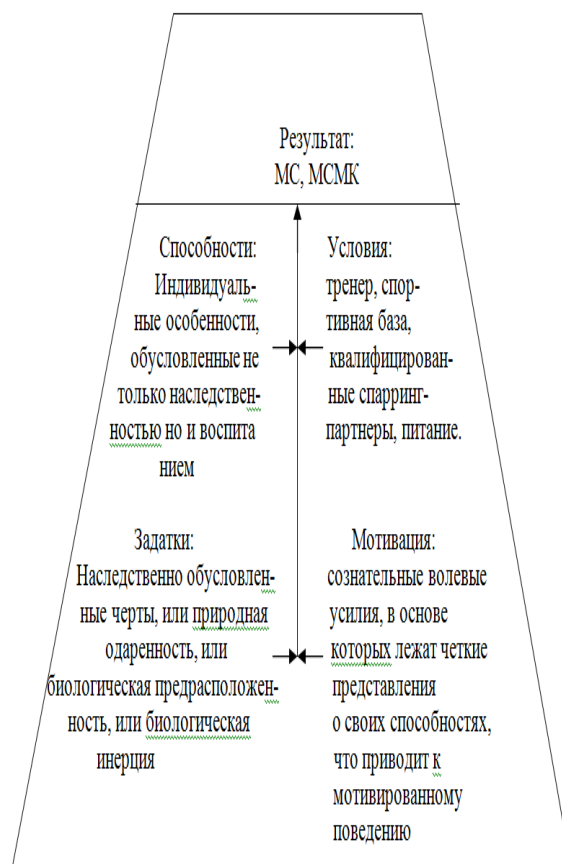 Результат:
МС, МСМК
Способности:
Индивидуаль-
ные особенности,
обусловленные не
только наследствен-
ностью но и воспита
нием
Условия:
тренер, спор-
тивная база,
квалифицирован-
ные спарринг-
партнеры, питание.
Задатки:
Наследственно обусловлен-
ные черты, или природная
одаренность, или
биологическая предрасположен-
ность, или биологическая
инерция
Мотивация:
сознательные волевые
усилия, в основе
которых лежат четкие
представления
о своих способностях,
что приводит к
мотивированному
поведению